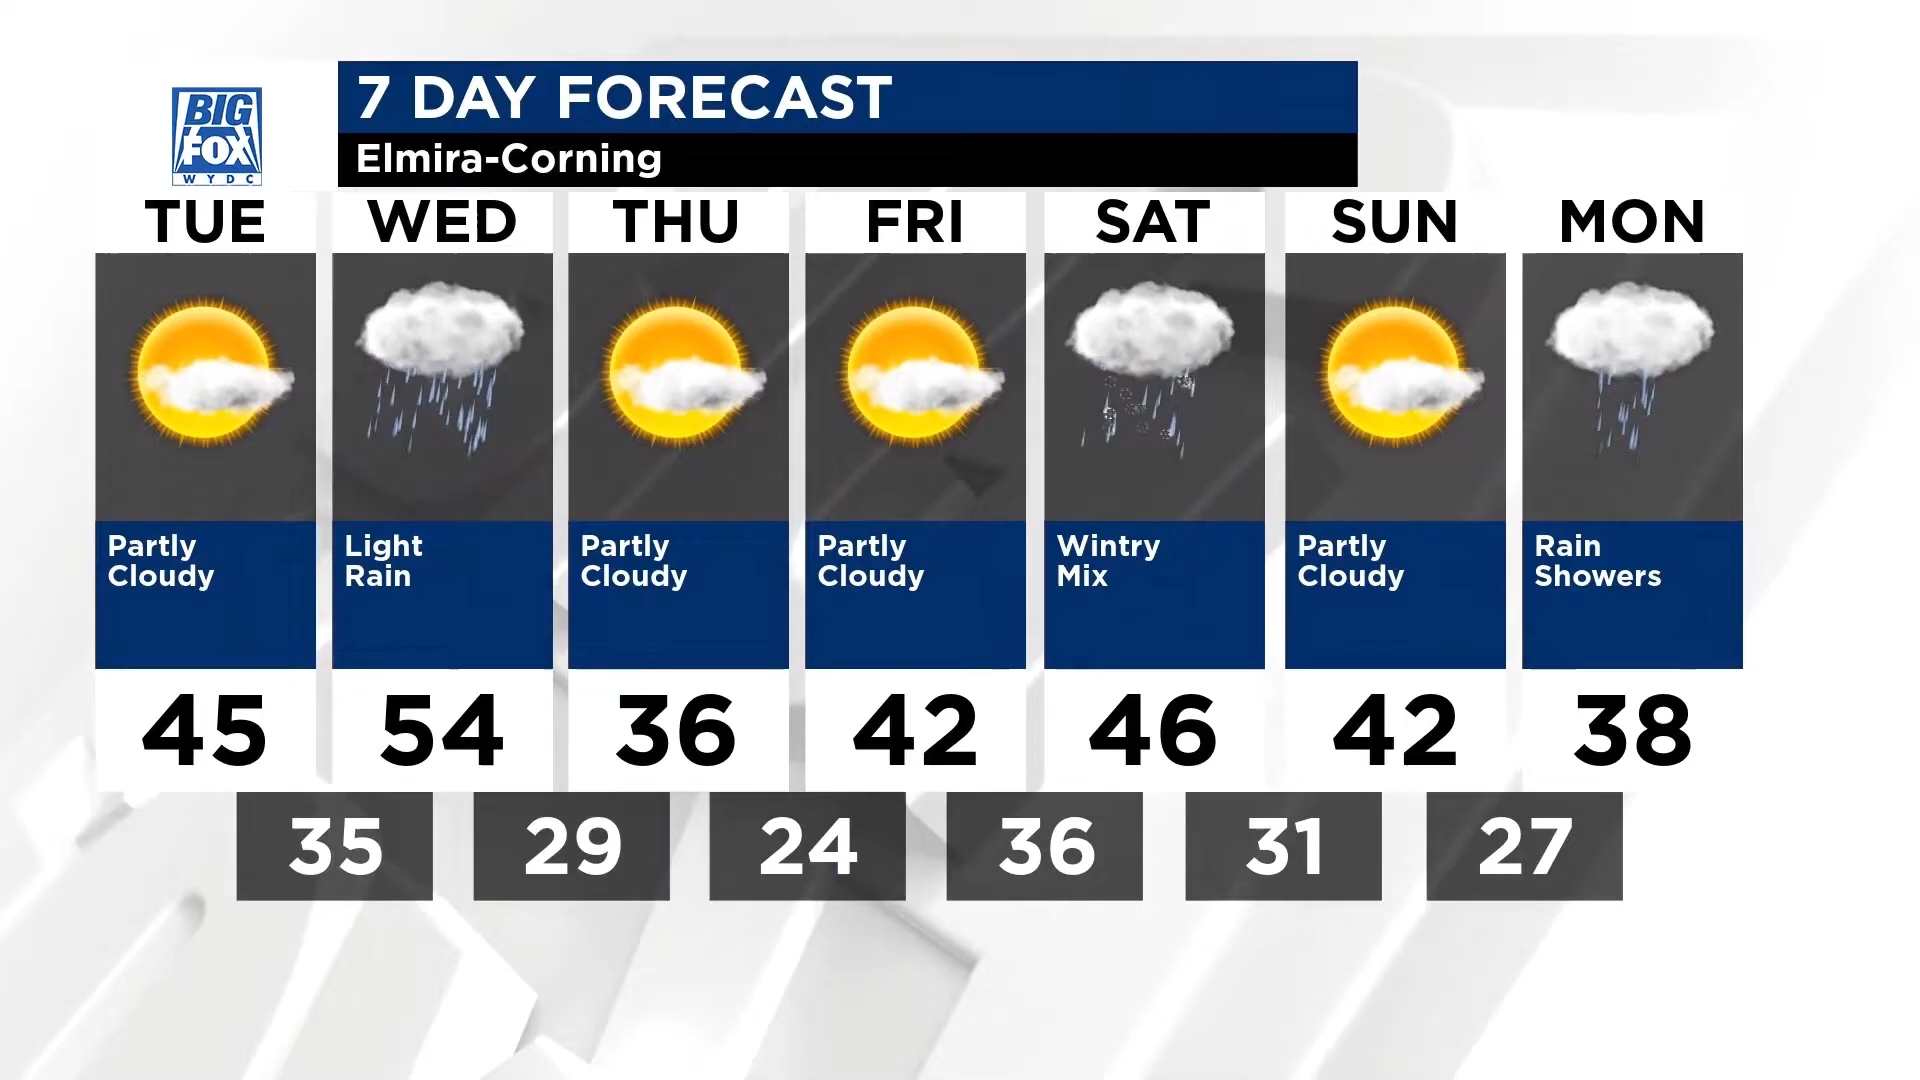 BIG
FOX
WYDC
7 DAY FORECAST
Elmira-Corning
TUE WED THU FRI SAT SUN MON
Partly Cloudy
Light Rain
Partly Cloudy
Partly Cloudy
Wintry Mix
Partly Cloudy
Rain Showers
45 54 36 42 46 42 38
35 29 24 36 31 27